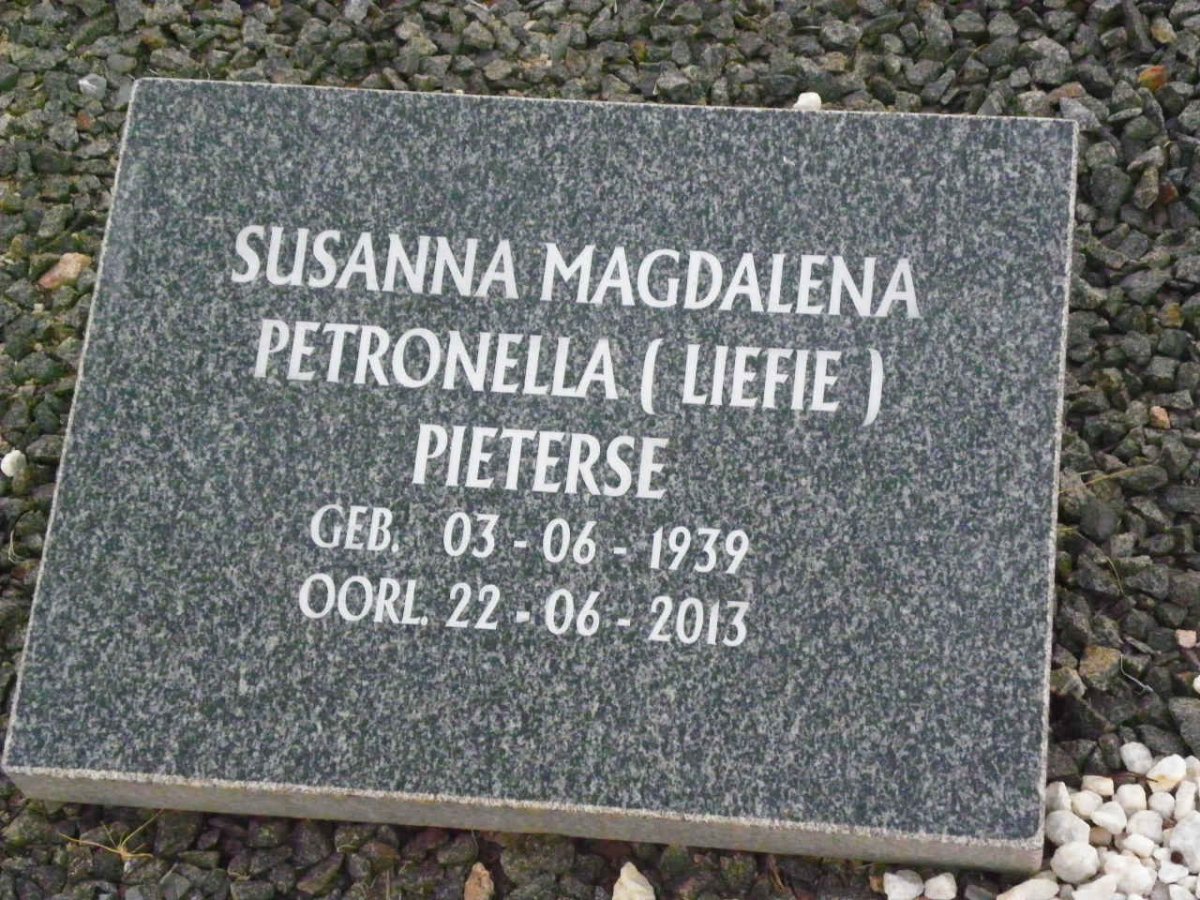 SUSANNA MAGDALENA
PETRONELLA ( LIEFIE )
PIETERSE
GEB. 03 - 06 - 1939
OORL. 22 - 06 - 2013